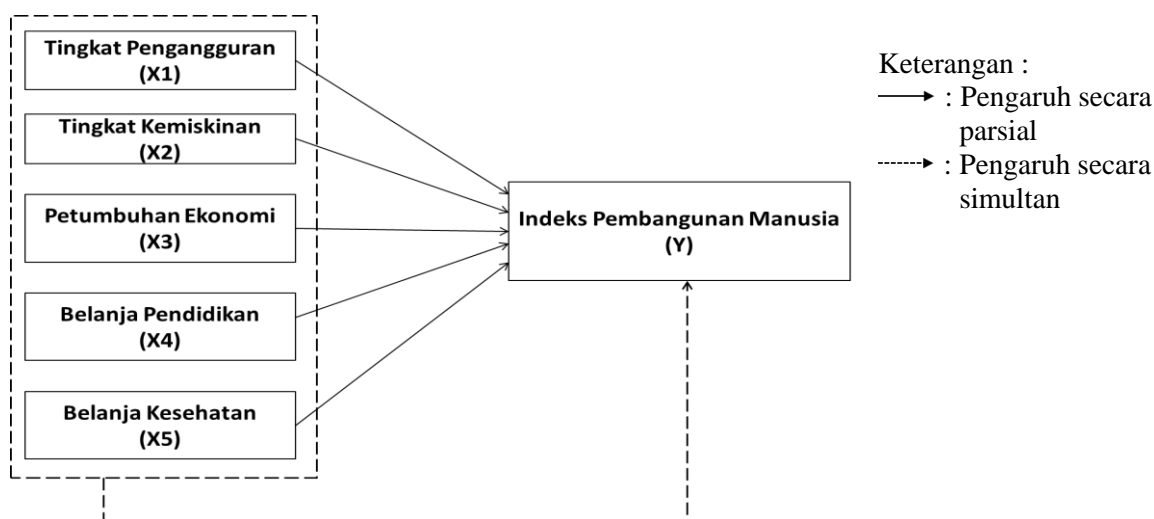 Tingkat Pengangguran
(X1)
Tingkat Kemiskinan
(X2)
Petumbuhan Ekonomi
(X3)
Belanja Pendidikan
(X4)
Belanja Kesehatan
(X5)
Indeks Pembangunan Manusia
(Y)
Keterangan :
: Pengaruh secara
parsial
: Pengaruh secara
simultan